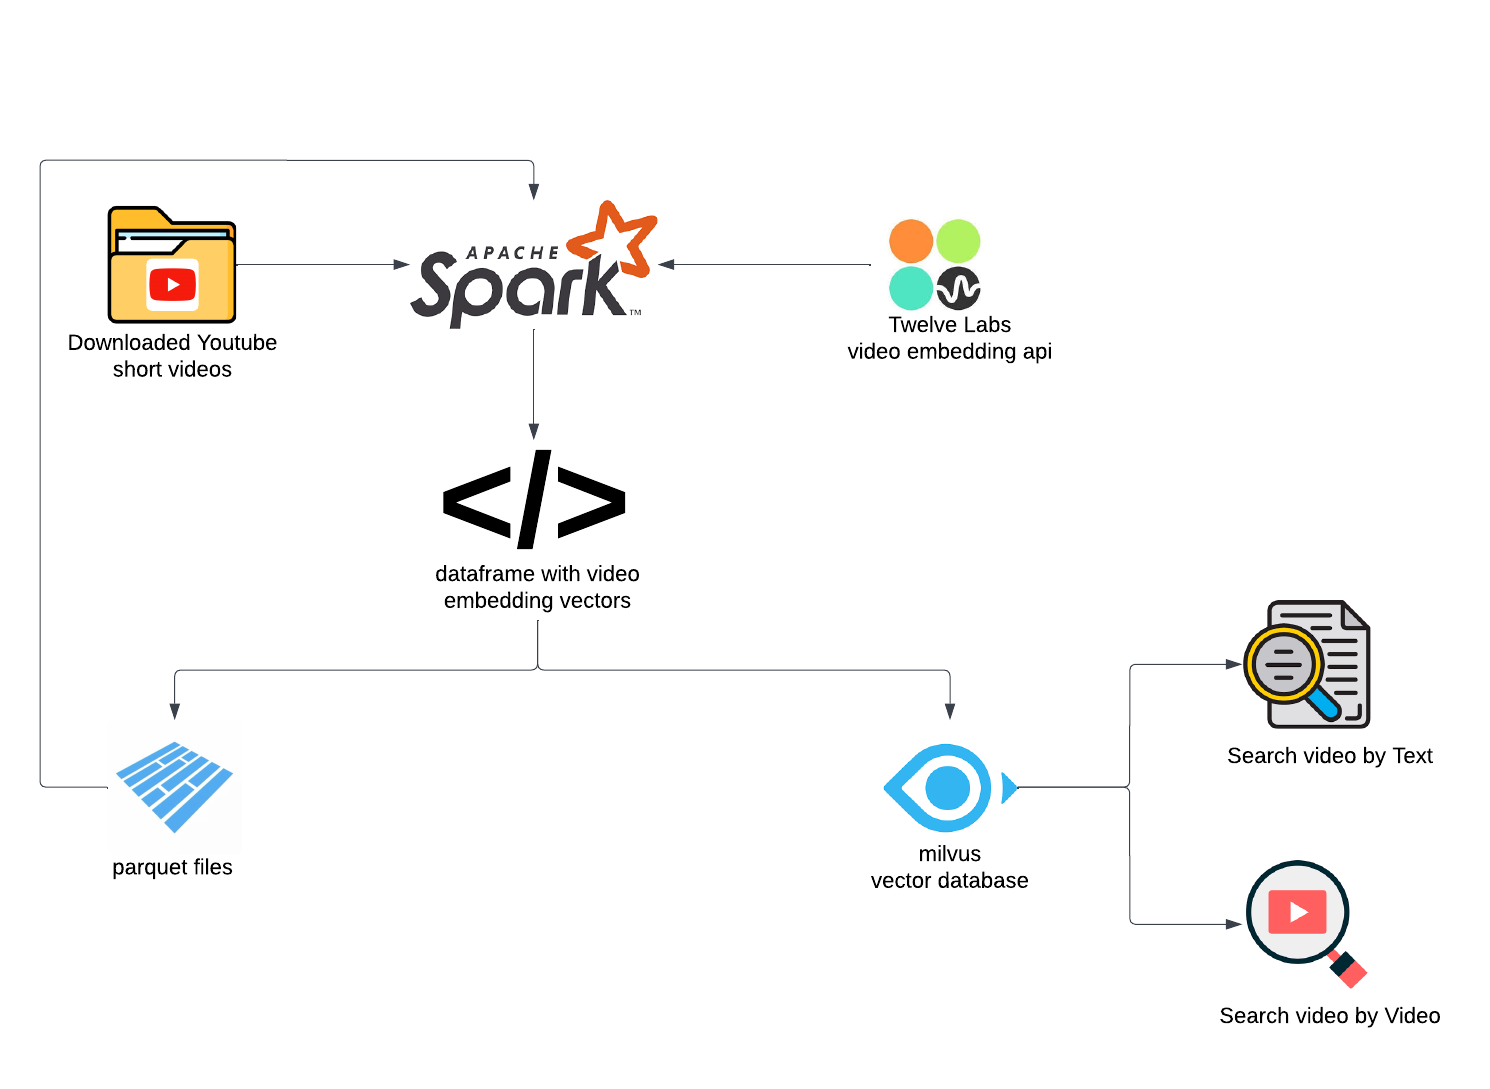 APACHE
Spark™
Downloaded Youtube
short videos
Twelve Labs
video embedding api
</>
dataframe with video
embedding vectors
parquet files
milvus
vector database
Search video by Text
Search video by Video